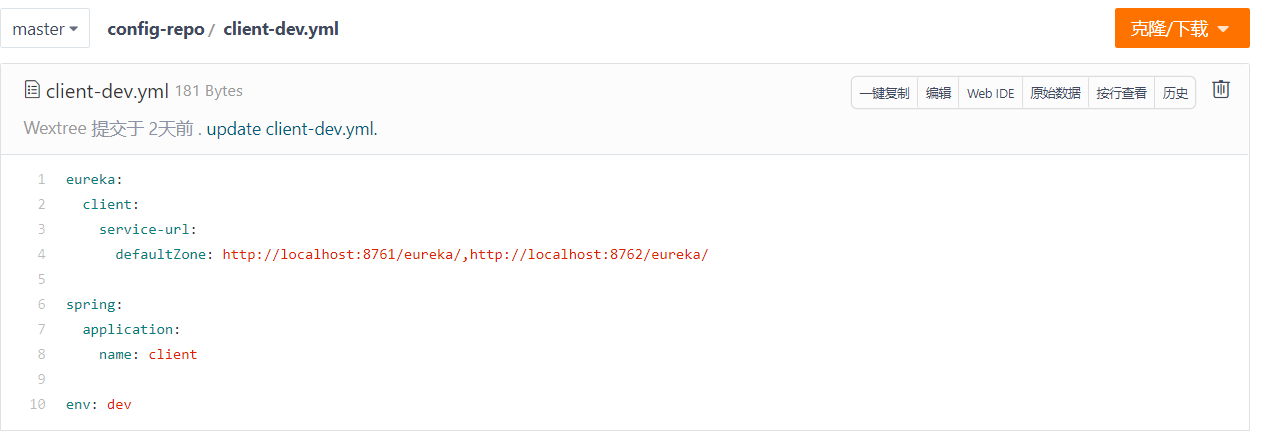 master config-repo / client-dev.yml 克隆/下载
client-dev.yml 181 Bytes 一键复制 编辑 Web IDE 原始数据 按行查看 历史
Wextree 提交于 2天前 . update client-dev.yml.
1 eureka:
2   client:
3     service-url:
4       defaultZone: http://localhost:8761/eureka/,http://localhost:8762/eureka/
5
6 spring:
7   application:
8     name: client
9
10 env: dev